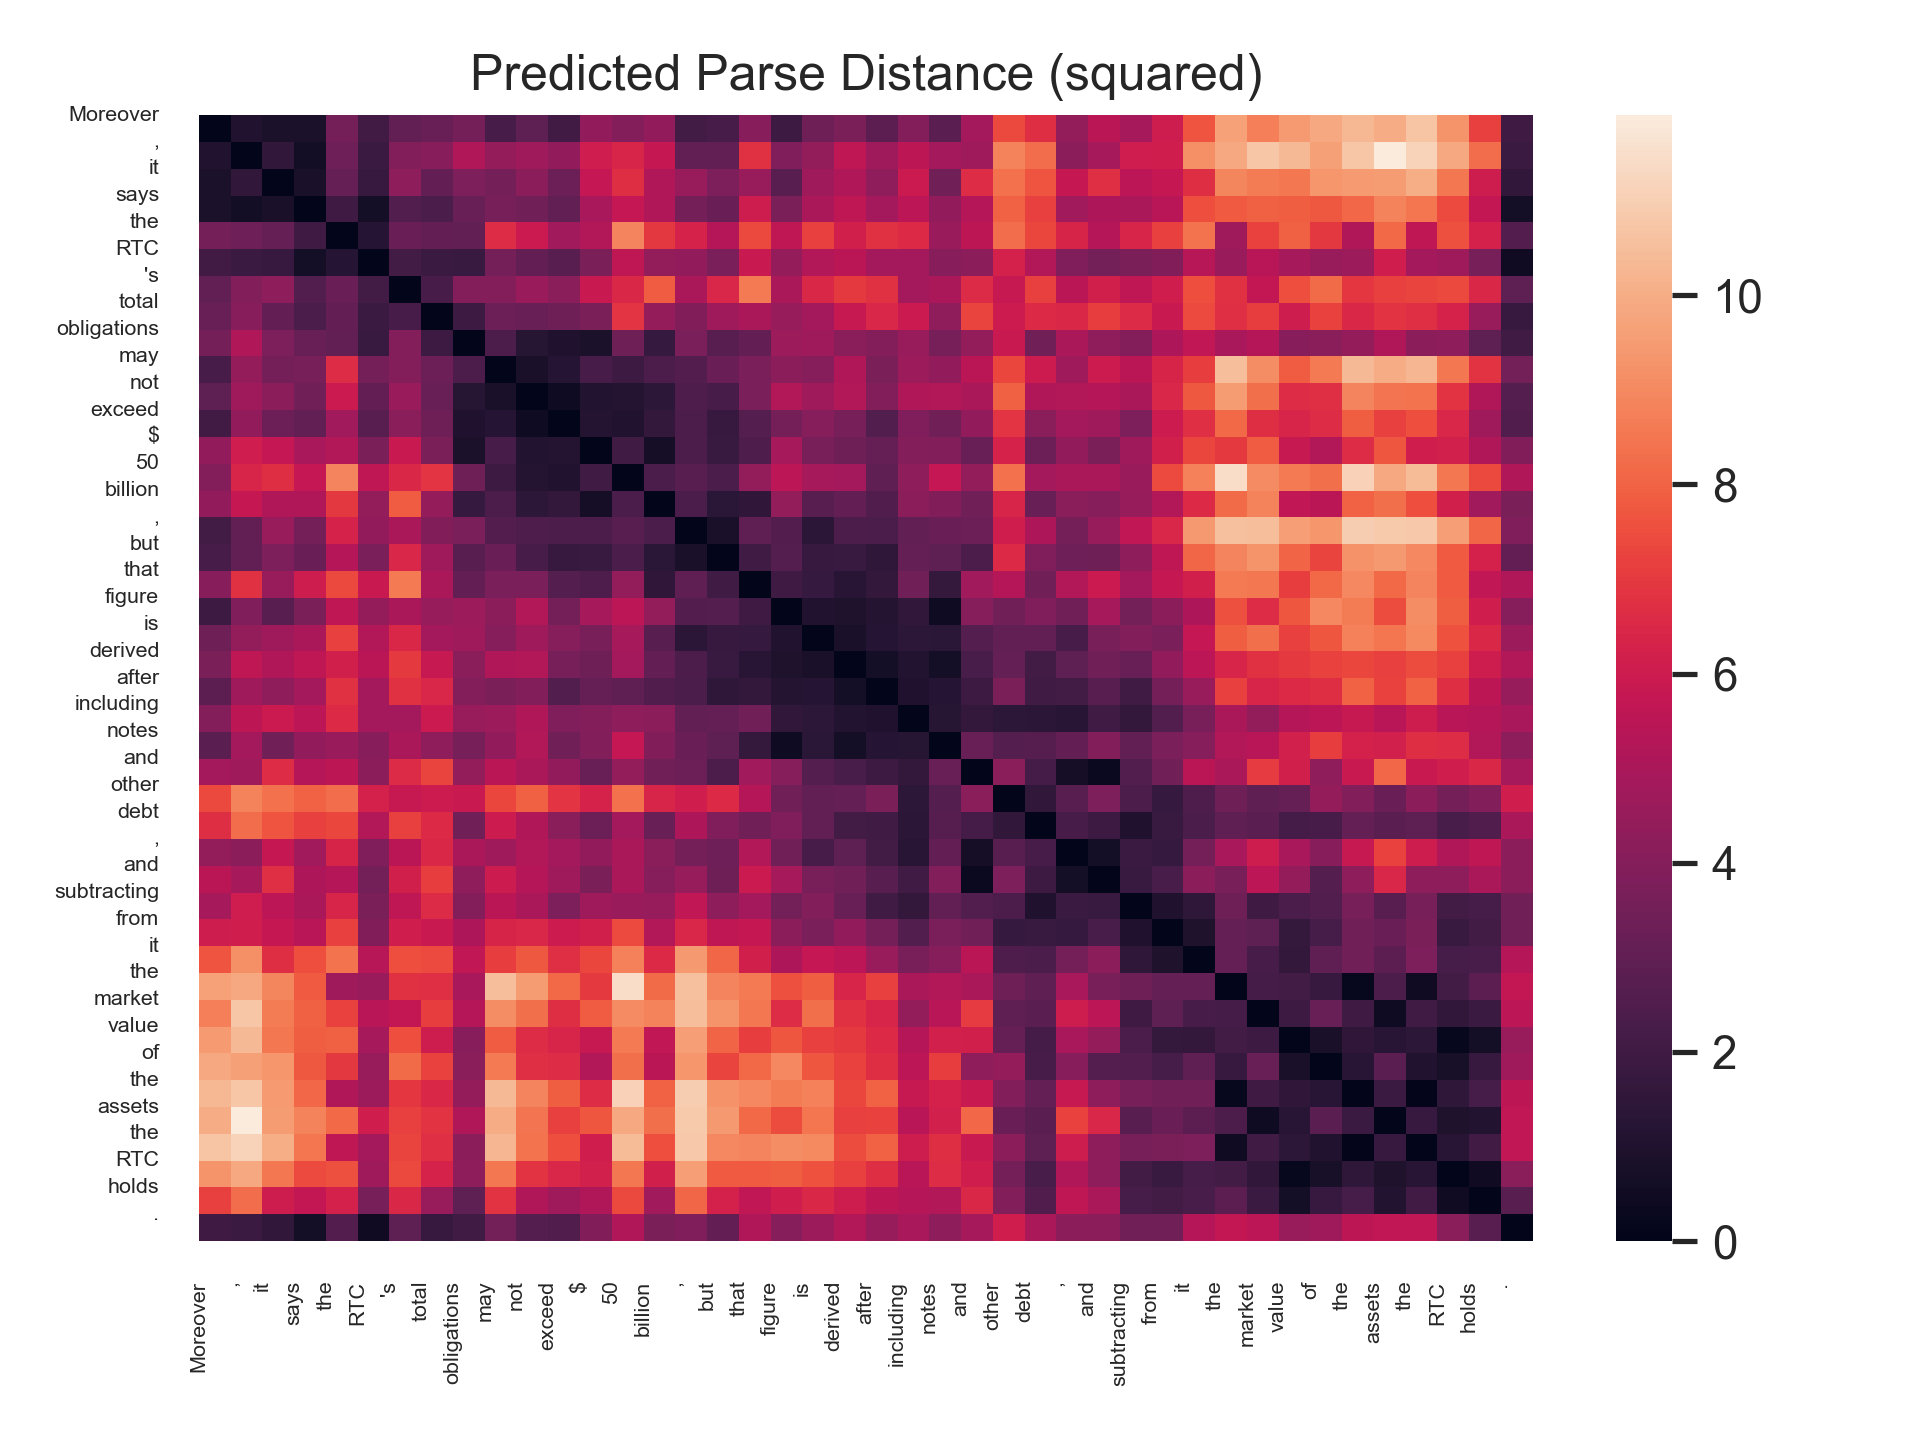 Predicted Parse Distance (squared)
Moreover
,
it
says
the
RTC
's
total
obligations
may
not
exceed
$
50
billion
,
but
that
figure
is
derived
after
including
notes
and
other
debt
,
and
subtracting
from
it
the
market
value
of
the
assets
the
RTC
holds
.
10
8
6
4
2
0
Moreover
,
it
says
the
RTC
's
total
obligations
may
not
exceed
$
50
billion
,
but
that
figure
is
derived
after
including
notes
and
other
debt
,
and
subtracting
from
it
the
market
value
of
the
assets
the
RTC
holds
.